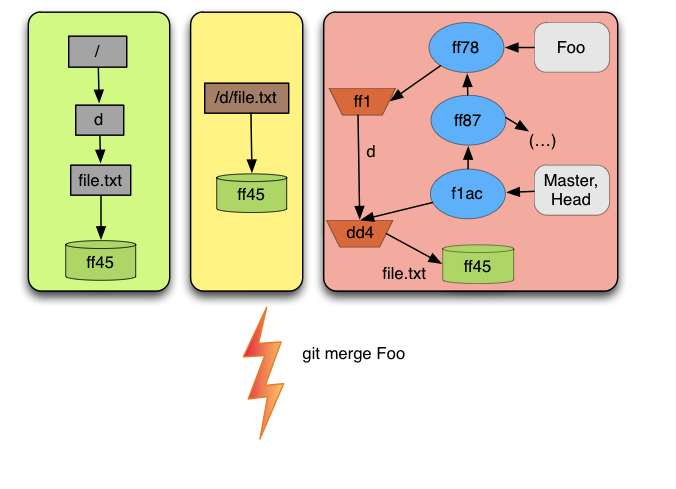 /
d
file.txt
ff45
/d/file.txt
ff45
ff78
Foo
ff1
ff87
d
(...)
f1ac
Master,
Head
dd4
file.txt
ff45
git merge Foo